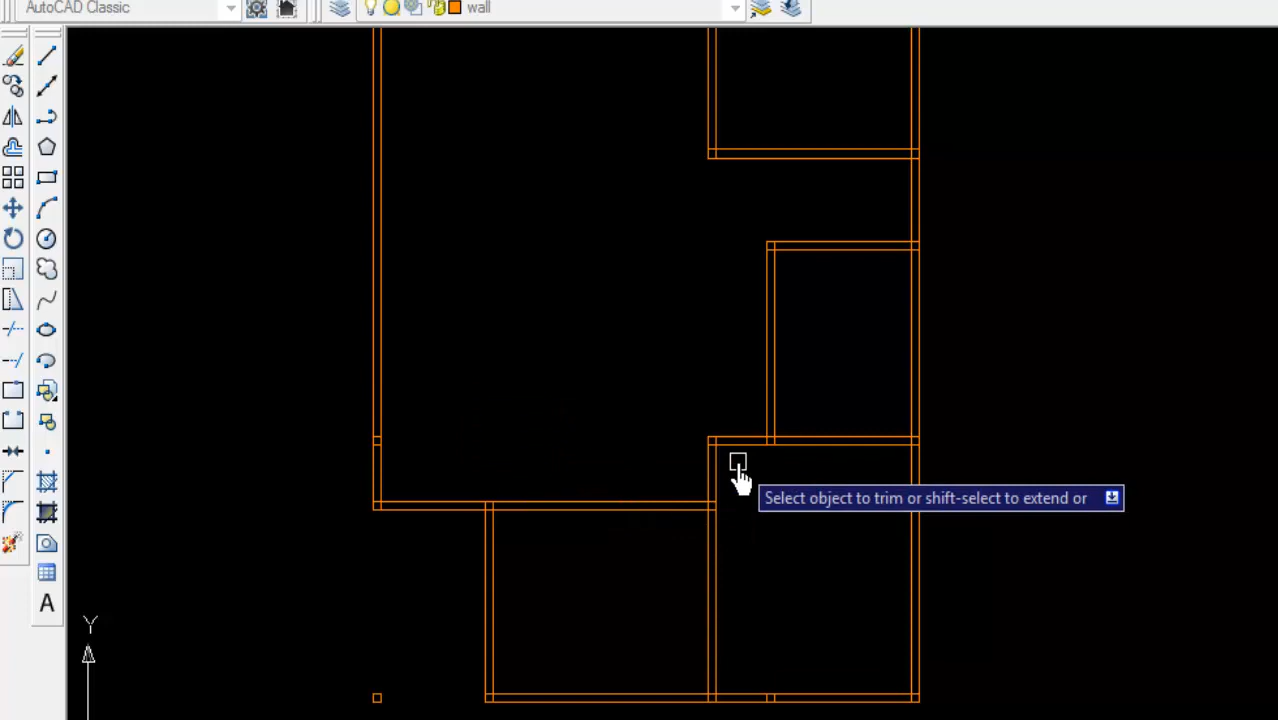 AutoCAD Classic
wall
Select object to trim or shift-select to extend or
A
Y